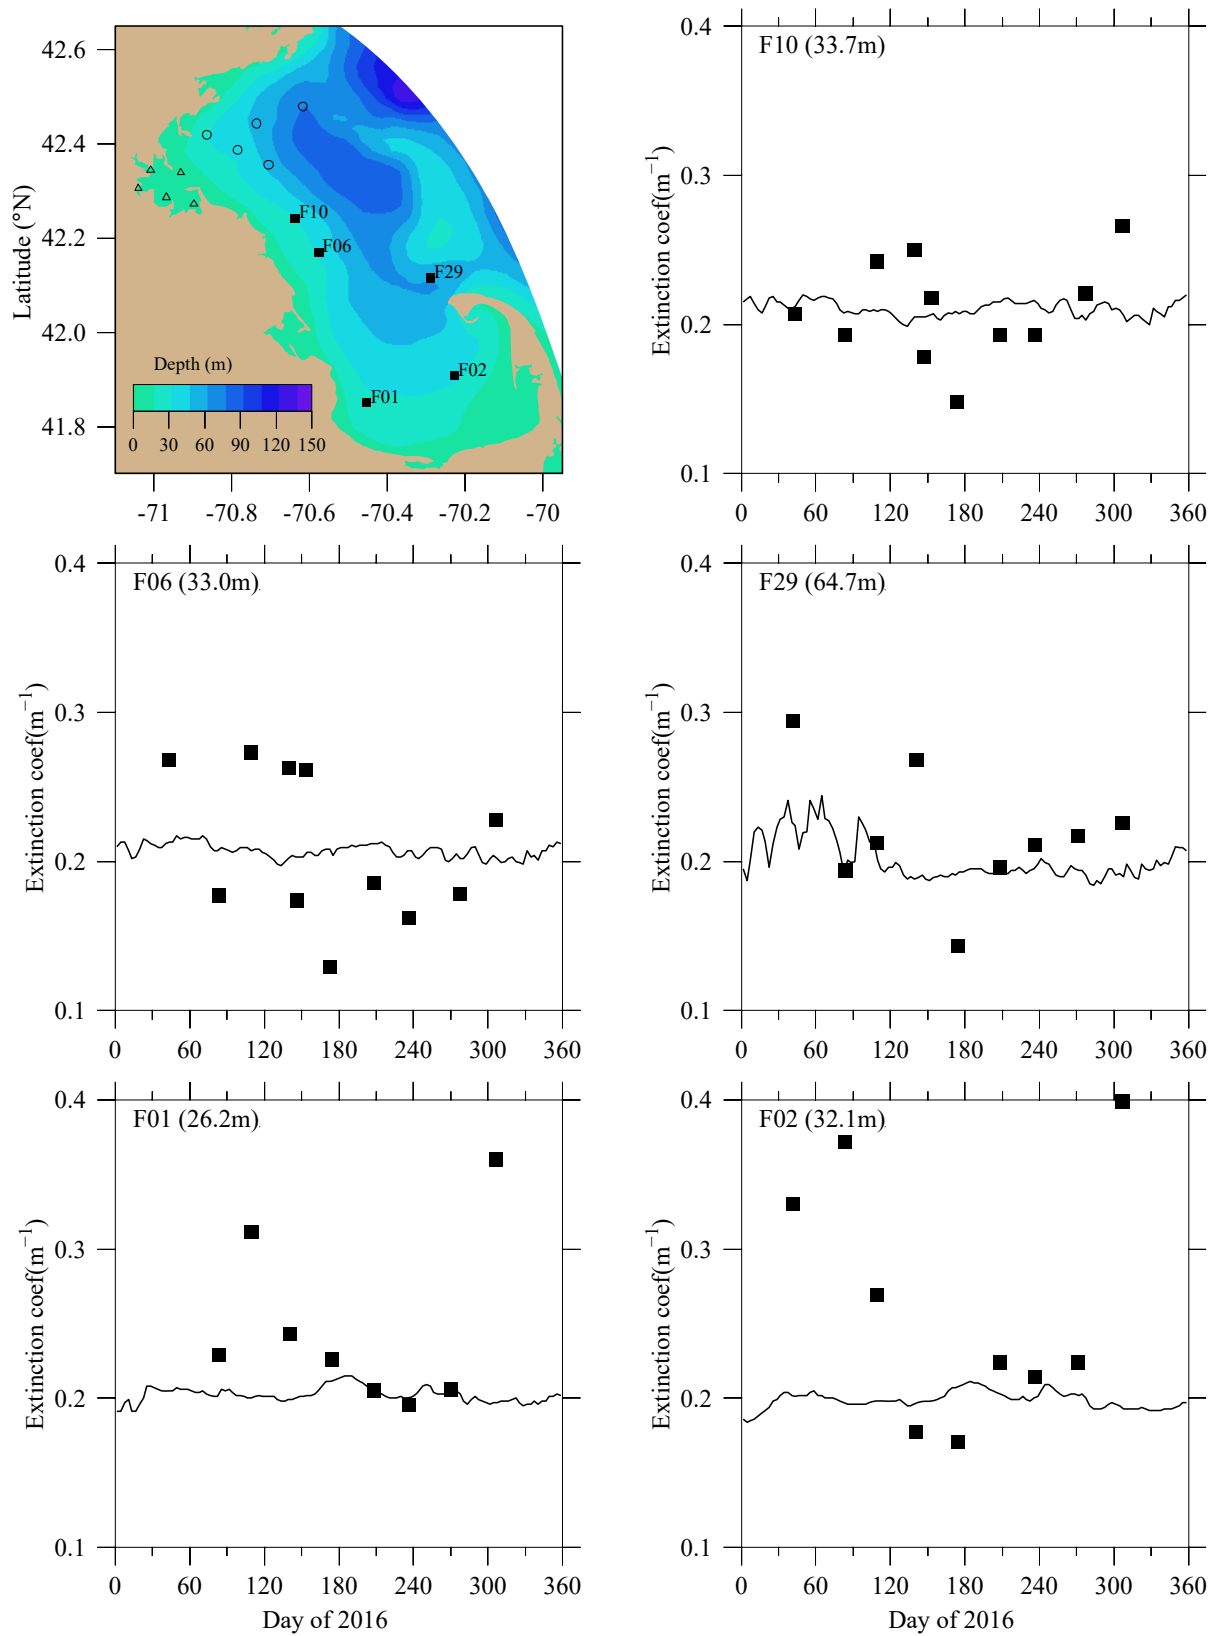 42.6
42.4
42.2
42.0
41.8
Latitude (°N)
F10
F06
F29
F02
F01
Depth (m)
0 30 60 90 120 150
-71 -70.8 -70.6 -70.4 -70.2 -70
F10 (33.7m)
Extinction coef(m⁻¹)
0.4
0.3
0.2
0.1
0 60 120 180 240 300 360
F06 (33.0m)
Extinction coef(m⁻¹)
0.4
0.3
0.2
0.1
0 60 120 180 240 300 360
F29 (64.7m)
Extinction coef(m⁻¹)
0.4
0.3
0.2
0.1
0 60 120 180 240 300 360
F01 (26.2m)
Extinction coef(m⁻¹)
0.4
0.3
0.2
0.1
0 60 120 180 240 300 360
Day of 2016
F02 (32.1m)
Extinction coef(m⁻¹)
0.4
0.3
0.2
0.1
0 60 120 180 240 300 360
Day of 2016